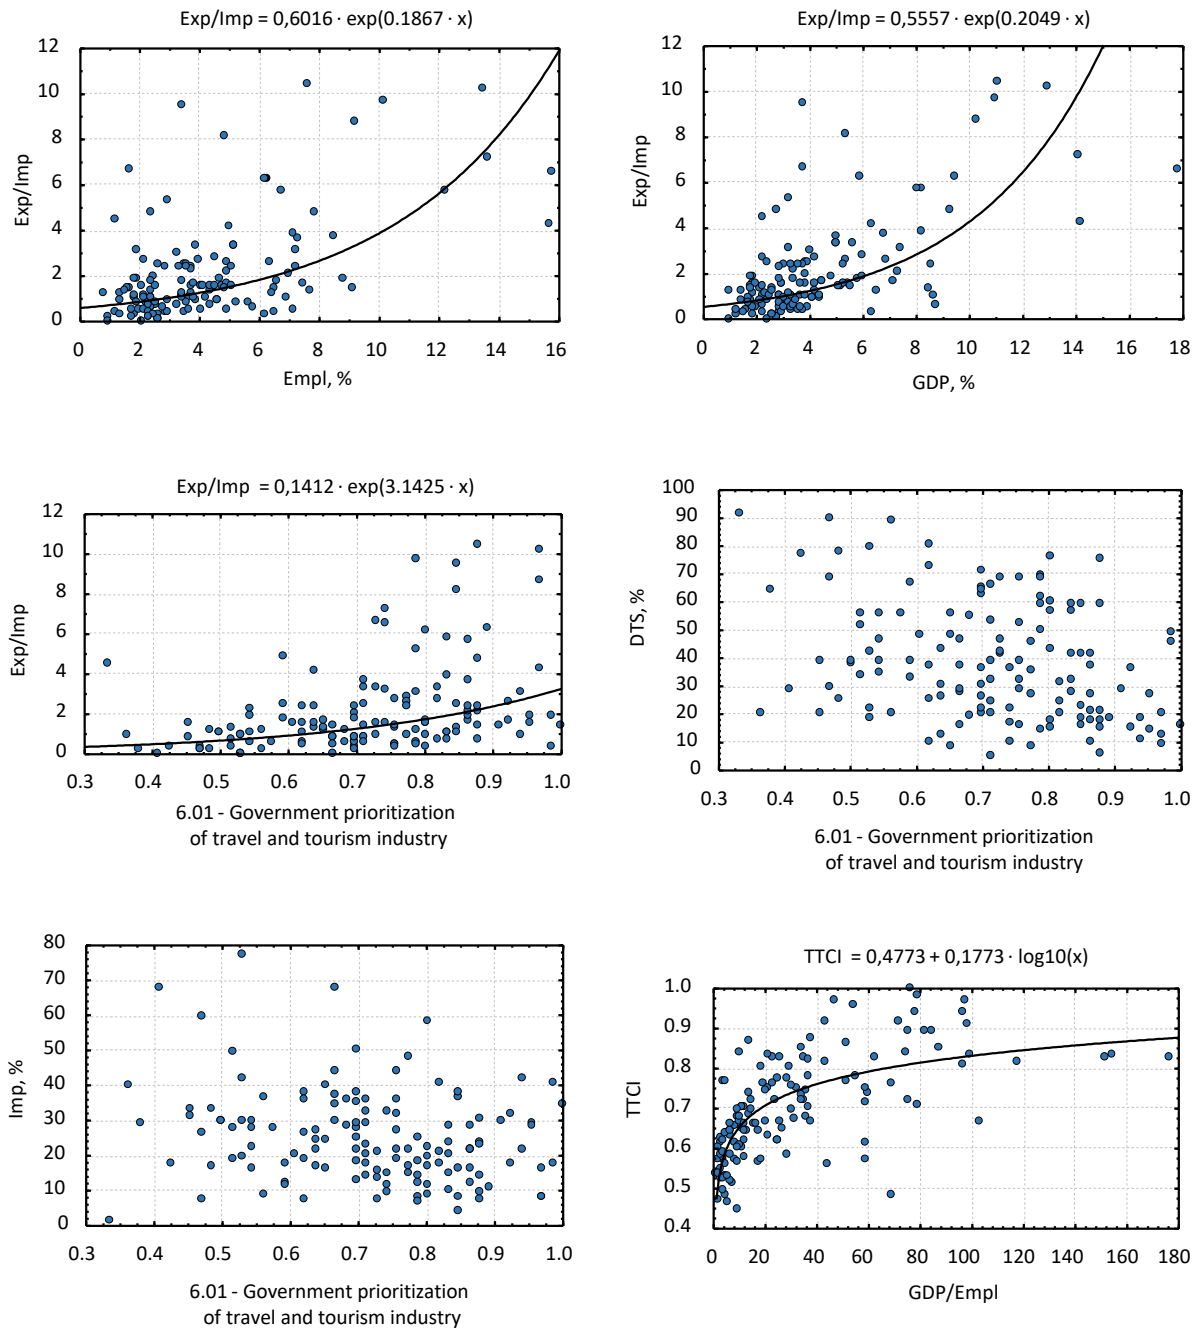 Exp/Imp = 0,6016 · exp(0.1867 · x)
12
10
8
6
4
2
0
Exp/Imp
0 2 4 6 8 10 12 14 16
Empl, %
Exp/Imp = 0,5557 · exp(0.2049 · x)
12
10
8
6
4
2
0
Exp/Imp
0 2 4 6 8 10 12 14 16 18
GDP, %
Exp/Imp = 0,1412 · exp(3.1425 · x)
12
10
8
6
4
2
0
Exp/Imp
0.3 0.4 0.5 0.6 0.7 0.8 0.9 1.0
6.01 - Government prioritization
of travel and tourism industry
100
90
80
70
60
50
40
30
20
10
0
DTS, %
0.3 0.4 0.5 0.6 0.7 0.8 0.9 1.0
6.01 - Government prioritization
of travel and tourism industry
80
70
60
50
40
30
20
10
0
Imp, %
0.3 0.4 0.5 0.6 0.7 0.8 0.9 1.0
6.01 - Government prioritization
of travel and tourism industry
TTCI = 0,4773 + 0,1773 · log10(x)
1.0
0.9
0.8
0.7
0.6
0.5
0.4
TTCI
0 20 40 60 80 100 120 140 160 180
GDP/Empl